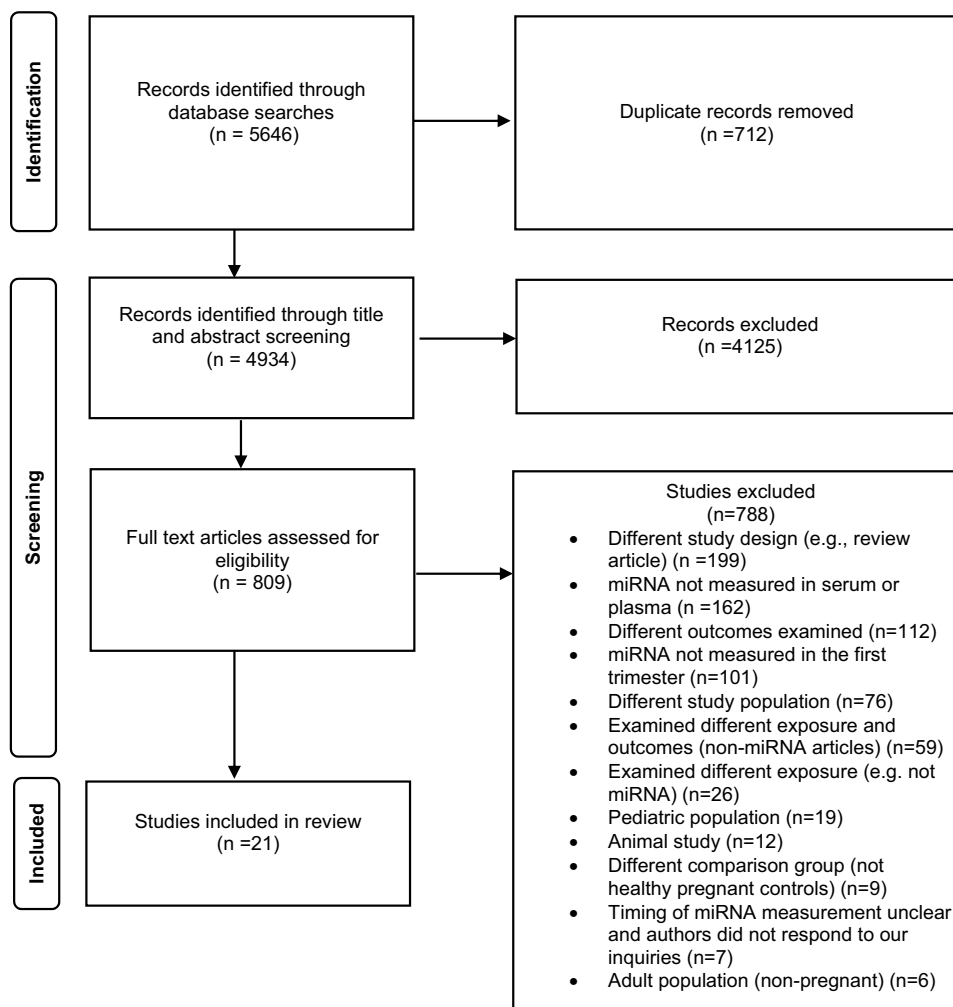 Identification
Records identified through
database searches
(n = 5646)
Duplicate records removed
(n =712)
Screening
Records identified through title
and abstract screening
(n = 4934)
Records excluded
(n =4125)
Full text articles assessed for
eligibility
(n = 809)
Studies excluded
(n=788)
• Different study design (e.g., review
article) (n =199)
• miRNA not measured in serum or
plasma (n =162)
• Different outcomes examined (n=112)
• miRNA not measured in the first
trimester (n=101)
• Different study population (n=76)
• Examined different exposure and
outcomes (non-miRNA articles) (n=59)
• Examined different exposure (e.g. not
miRNA) (n=26)
• Pediatric population (n=19)
• Animal study (n=12)
• Different comparison group (not
healthy pregnant controls) (n=9)
• Timing of miRNA measurement unclear
and authors did not respond to our
inquiries (n=7)
• Adult population (non-pregnant) (n=6)
Included
Studies included in review
(n =21)